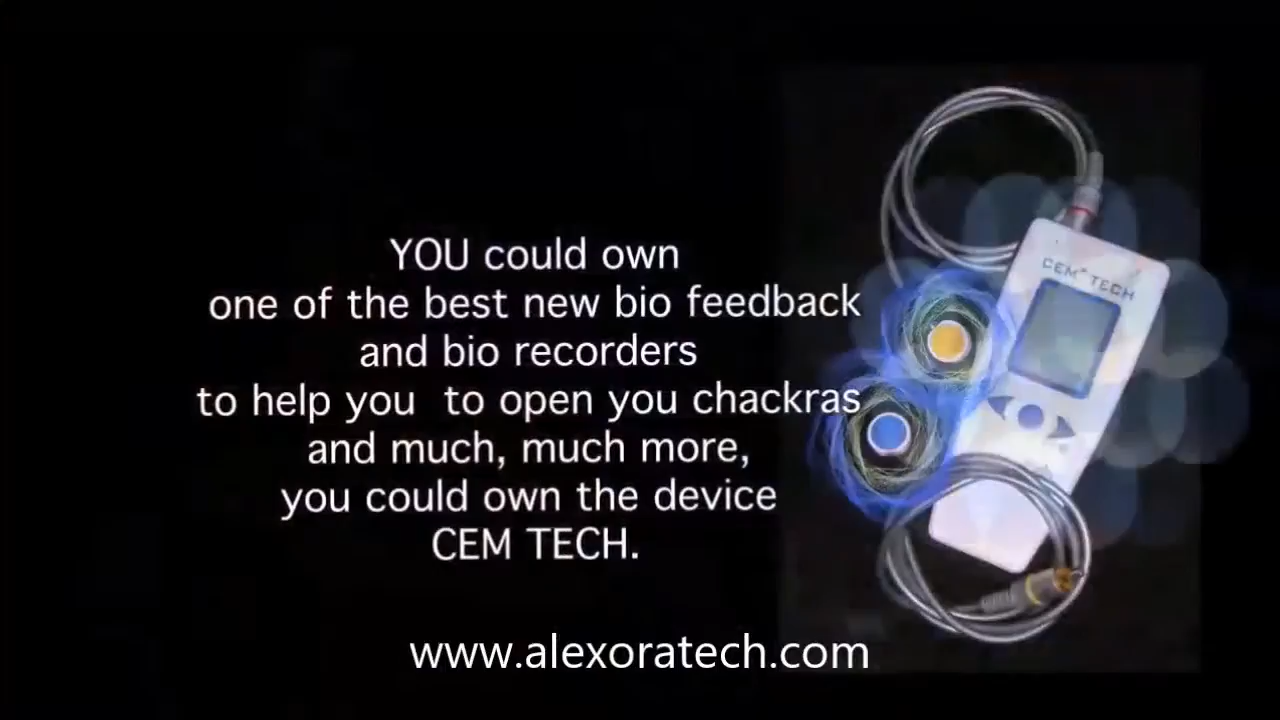 YOU could own
one of the best new bio feedback
and bio recorders
to help you  to open you chackras
and much, much more,
you could own the device
CEM TECH.
www.alexoratech.com
CEM TECH